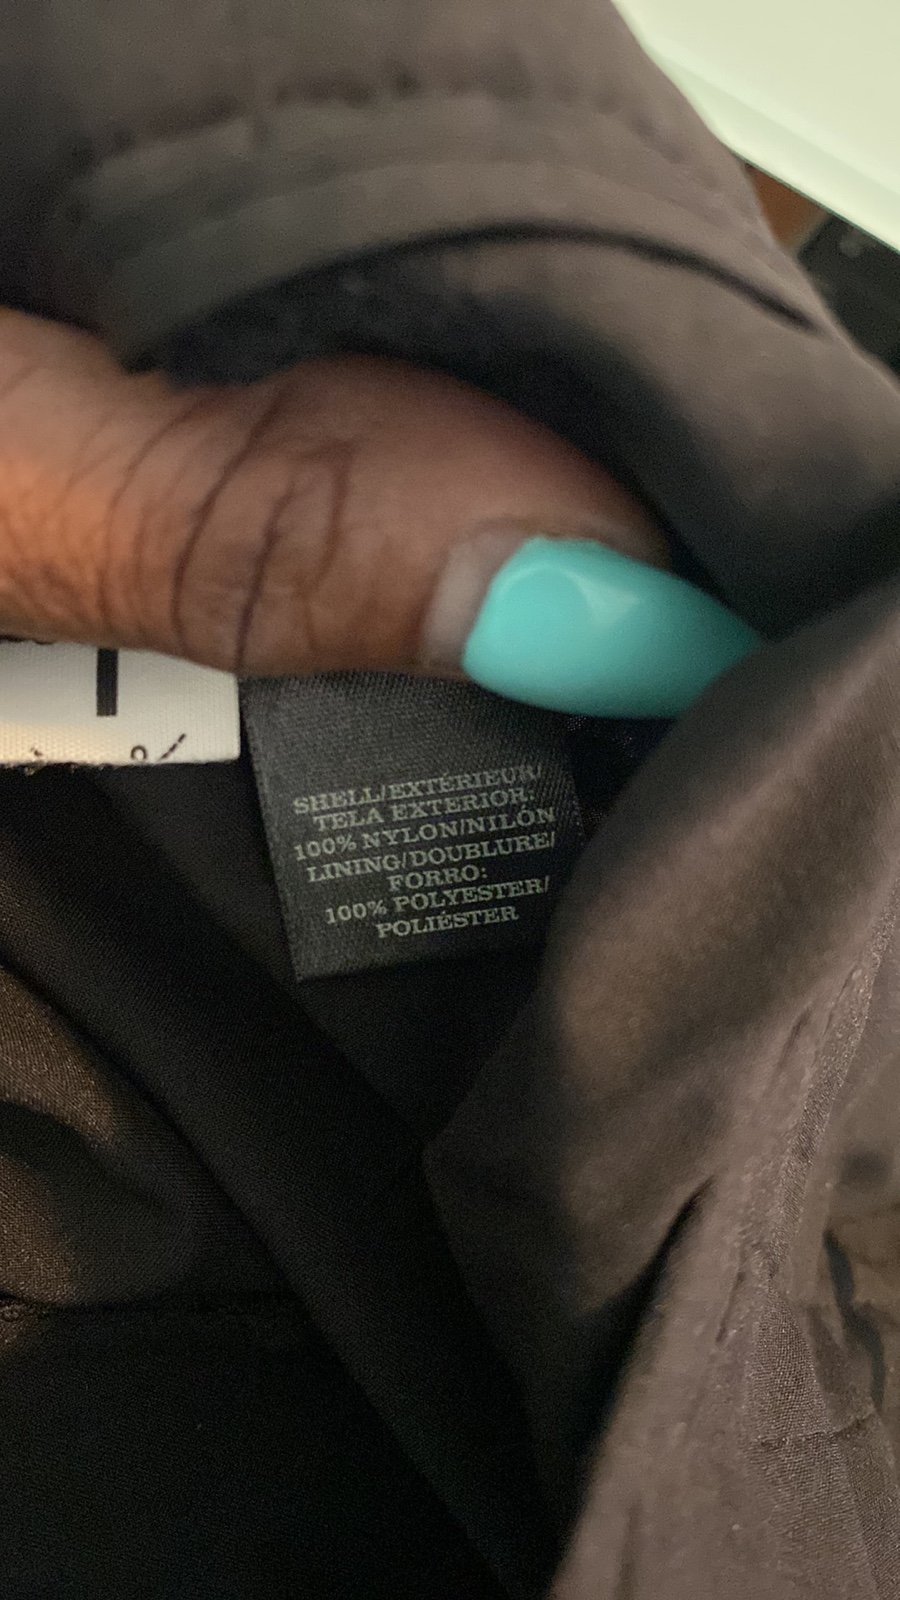 SHELL/EXTÉRIEUR/
TELA EXTERIOR:
100% NYLON/NILÓN
LINING/DOUBLURE/
FORRO:
100% POLYESTER/
POLIÉSTER